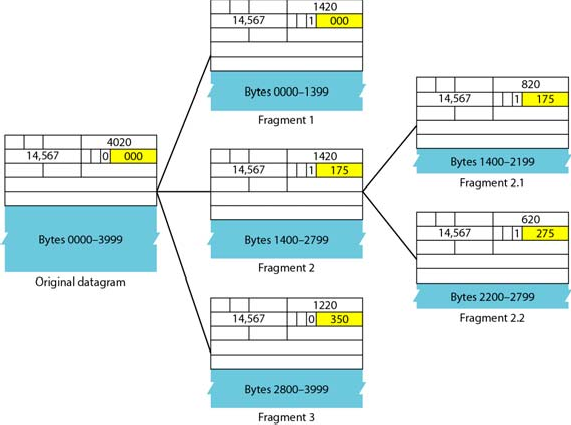 1420
14,567 1 000
Bytes 0000–1399
Fragment 1
4020
14,567 0 000
Bytes 0000–3999
Original datagram
1420
14,567 1 175
Bytes 1400–2799
Fragment 2
1220
14,567 0 350
Bytes 2800–3999
Fragment 3
820
14,567 1 175
Bytes 1400–2199
Fragment 2.1
620
14,567 1 275
Bytes 2200–2799
Fragment 2.2